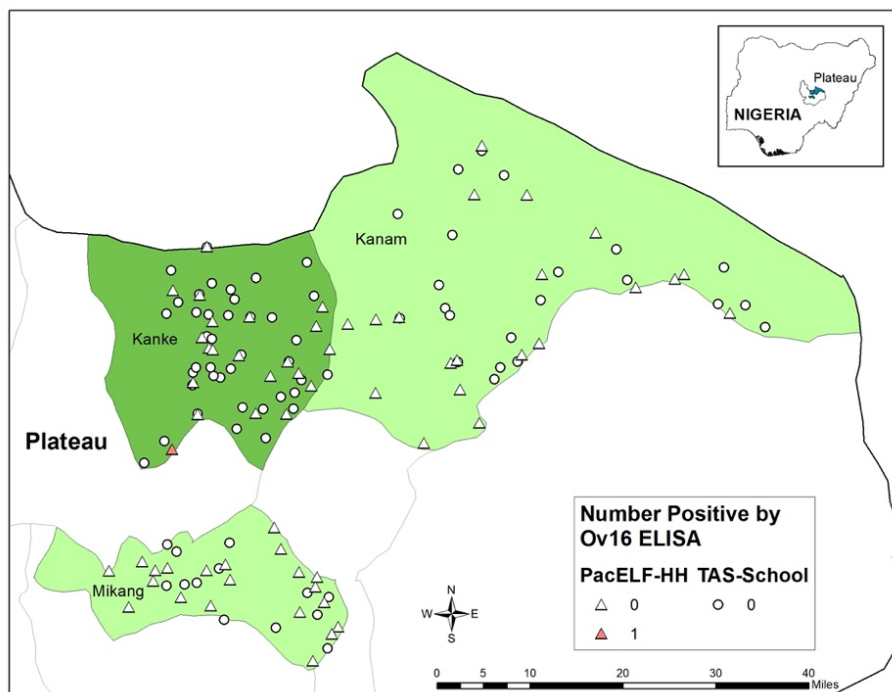 Plateau
NIGERIA
Kanam
Kanke
Plateau
Mikang
Number Positive by
Ov16 ELISA
PacELF-HH TAS-School
0 0
1
N
W E
S
0 5 10 20 30 40
Miles